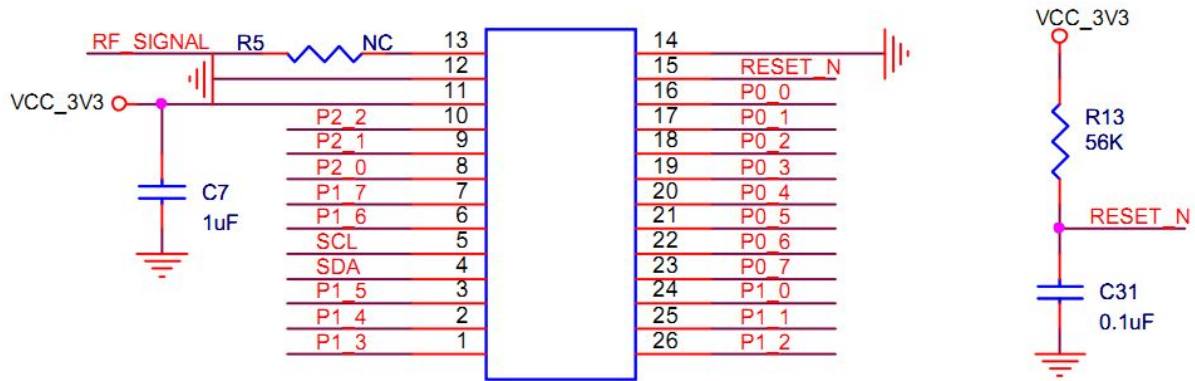 RF_SIGNAL R5 NC 13 14
12 15 RESET_N
VCC_3V3 11 16 P0_0
P2_2 10 17 P0_1
P2_1 9 18 P0_2
P2_0 8 19 P0_3
P1_7 7 20 P0_4
P1_6 6 21 P0_5
SCL 5 22 P0_6
SDA 4 23 P0_7
P1_5 3 24 P1_0
P1_4 2 25 P1_1
P1_3 1 26 P1_2
C7
1uF
VCC_3V3
R13
56K
RESET_N
C31
0.1uF